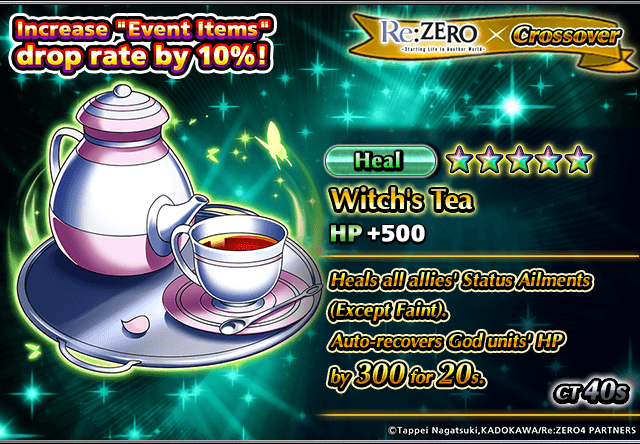 Increase "Event Items"
drop rate by 10%!
Re:ZERO × Crossover
-Starting Life in Another World-
Heal
Witch's Tea
HP +500
Heals all allies' Status Ailments
(Except Faint).
Auto-recovers God units' HP
by 300 for 20s.
CT40s
©Tappei Nagatsuki,KADOKAWA/Re:ZERO4 PARTNERS